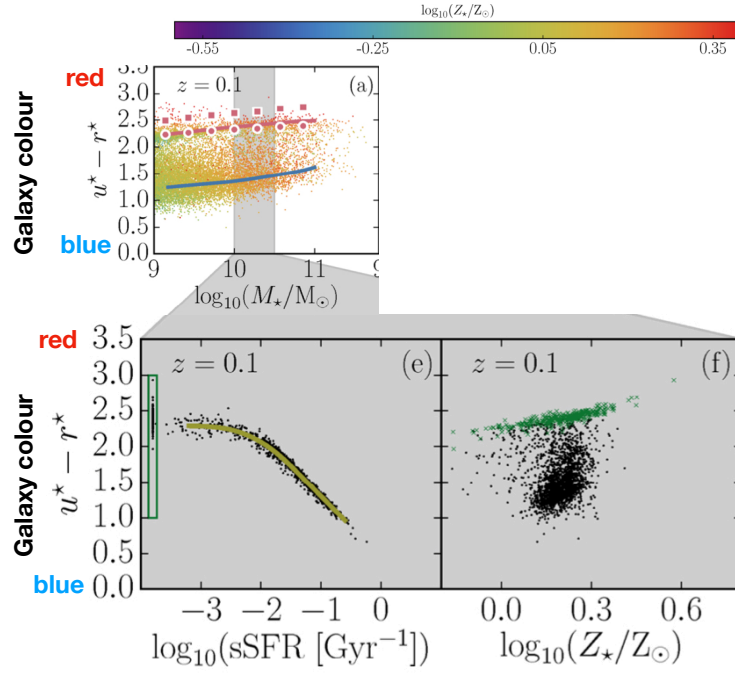 log₁₀(Z⋆/Z⊙)
-0.55 -0.25 0.05 0.35
red
Galaxy colour
blue
u⋆ − r⋆
3.5
3.0
2.5
2.0
1.5
1.0
0.5
0.0
z = 0.1 (a)
9 10 11 9
log₁₀(M⋆/M⊙)
red
Galaxy colour
blue
u⋆ − r⋆
3.5
3.0
2.5
2.0
1.5
1.0
0.5
0.0
z = 0.1 (e)
z = 0.1 (f)
−3 −2 −1 0
log₁₀(sSFR [Gyr⁻¹])
0.0 0.3 0.6
log₁₀(Z⋆/Z⊙)